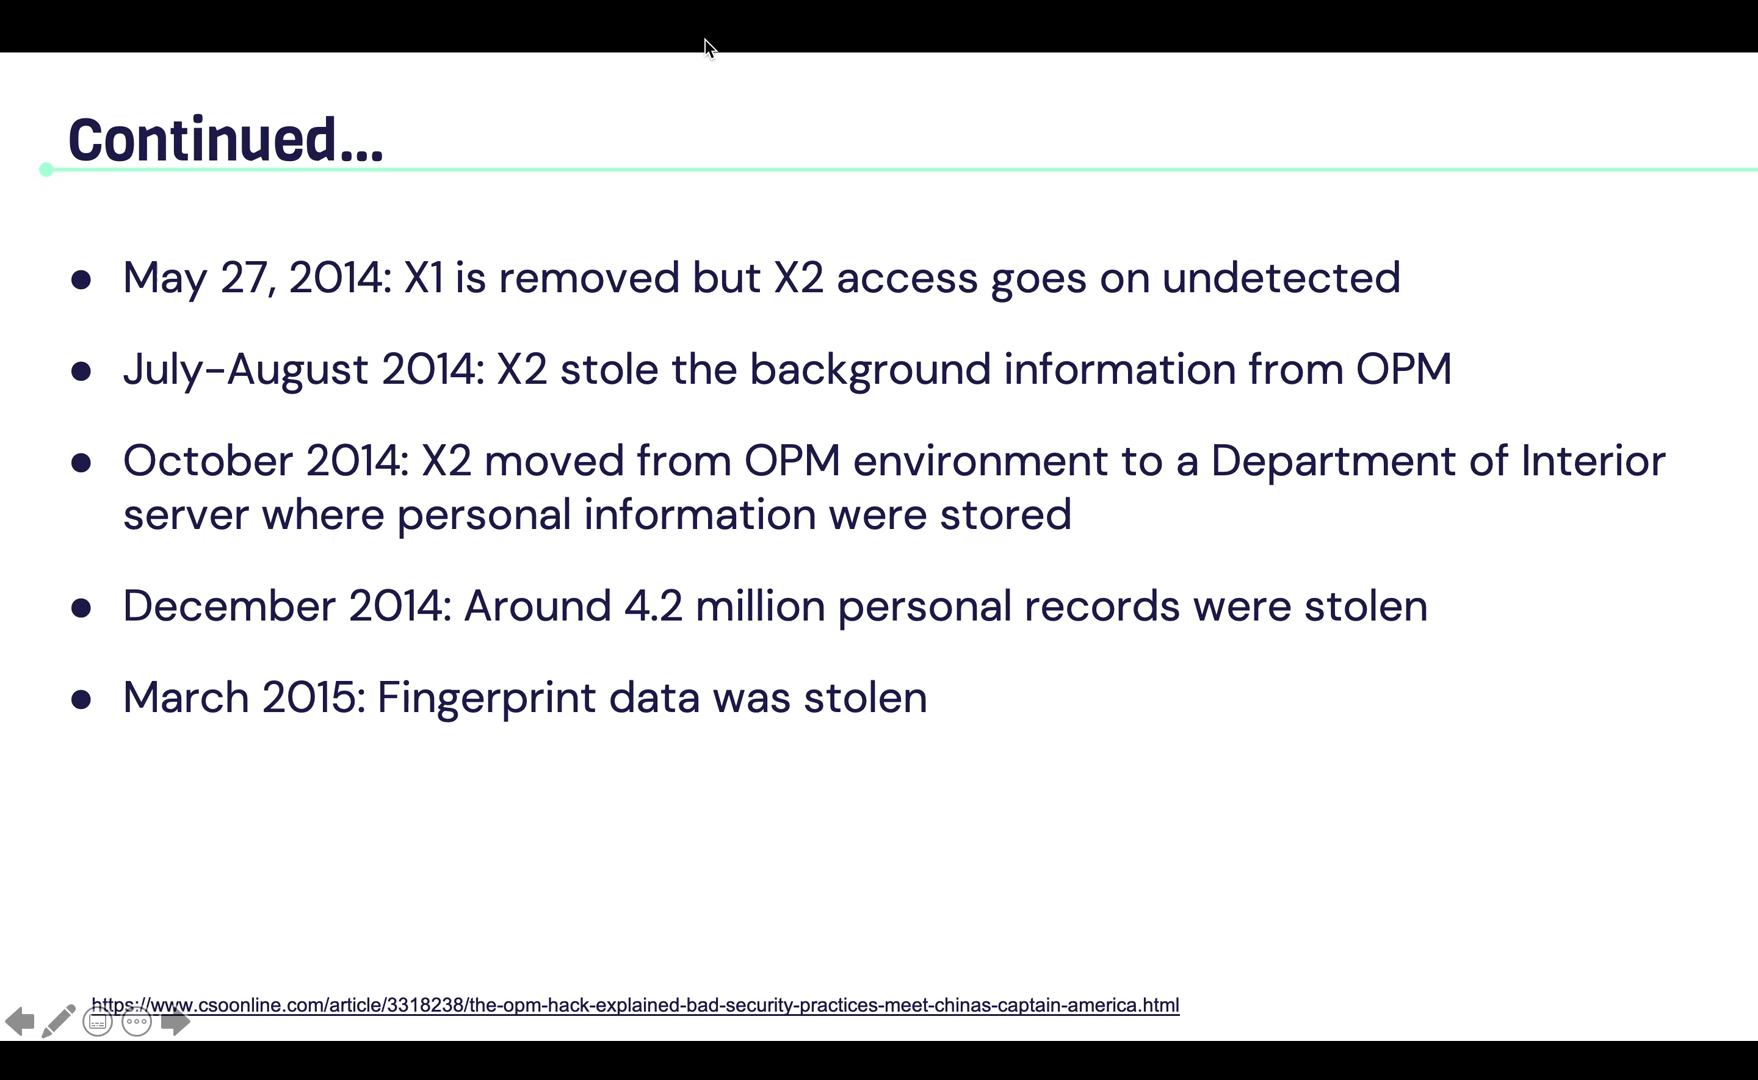 Continued...
● May 27, 2014: X1 is removed but X2 access goes on undetected
● July-August 2014: X2 stole the background information from OPM
● October 2014: X2 moved from OPM environment to a Department of Interior
server where personal information were stored
● December 2014: Around 4.2 million personal records were stolen
● March 2015: Fingerprint data was stolen
https://www.csoonline.com/article/3318238/the-opm-hack-explained-bad-security-practices-meet-chinas-captain-america.html